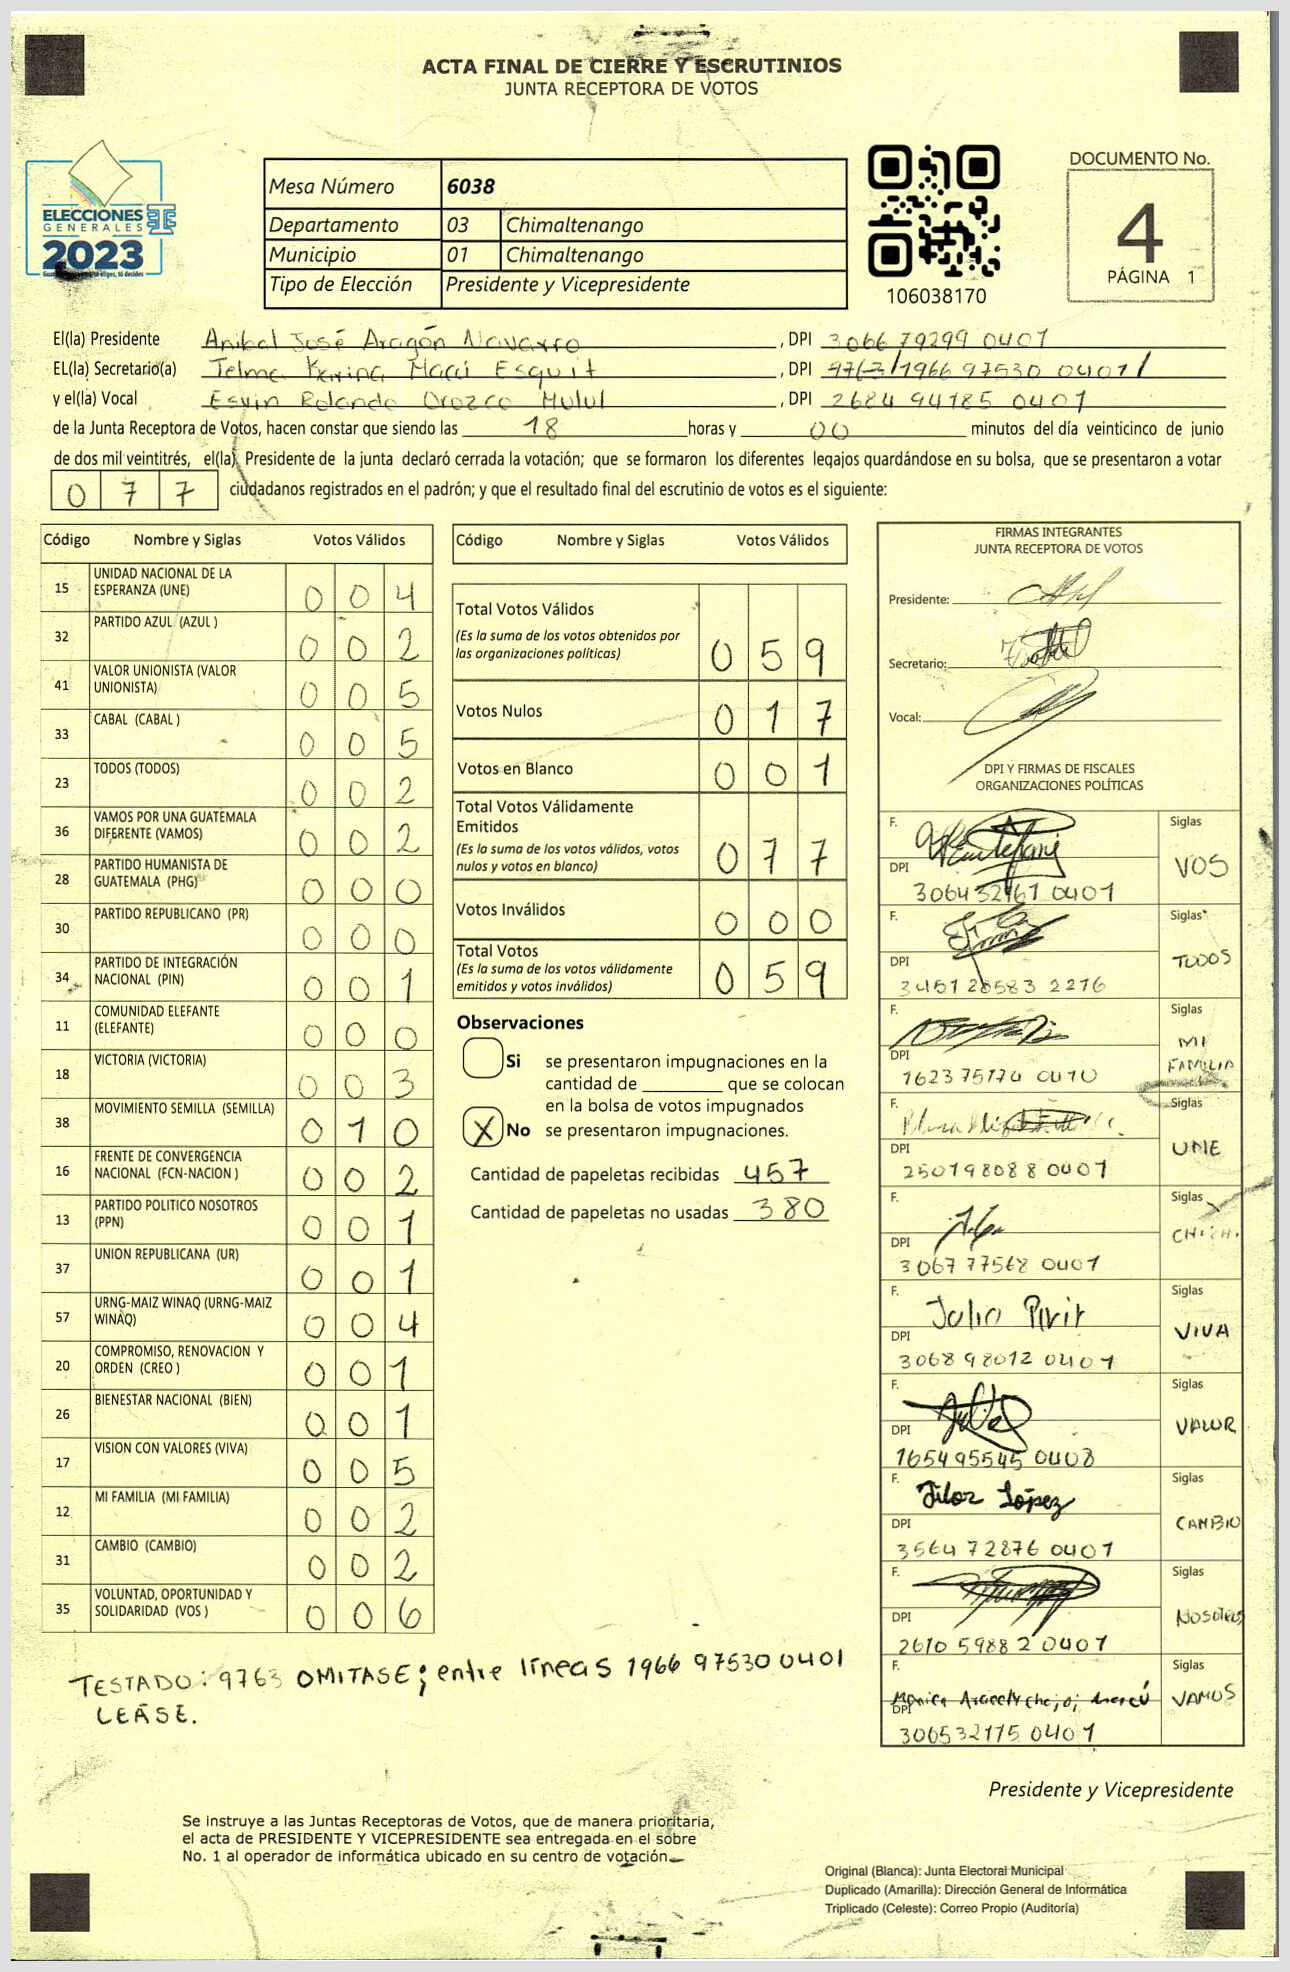 ACTA FINAL DE CIERRE Y ESCRUTINIOS
JUNTA RECEPTORA DE VOTOS
ELECCIONES
GENERALES
2023
Mesa Número 6038
Departamento 03 Chimaltenango
Municipio 01 Chimaltenango
Tipo de Elección Presidente y Vicepresidente
106038170
DOCUMENTO No.
4
PÁGINA 1
El(la) Presidente Anibal José Aragón Navarro, DPI 3066 79299 0401
EL(la) Secretario(a) Telma Karina Esquit, DPI 9763/1966 97530 0401/
y el(la) Vocal Esvin Rolando Orozco Mulul, DPI 2684 94185 0401
de la Junta Receptora de Votos, hacen constar que siendo las 18 horas y 00 minutos del día veinticinco de junio
de dos mil veintitrés, el(la) Presidente de la junta declaró cerrada la votación; que se formaron los diferentes legajos guardándose en su bolsa, que se presentaron a votar
077 ciudadanos registrados en el padrón; y que el resultado final del escrutinio de votos es el siguiente:
Código Nombre y Siglas Votos Válidos
15 UNIDAD NACIONAL DE LA ESPERANZA (UNE) 0 0 4
32 PARTIDO AZUL (AZUL ) 0 0 2
41 VALOR UNIONISTA (VALOR UNIONISTA) 0 0 5
33 CABAL (CABAL ) 0 0 5
23 TODOS (TODOS) 0 0 2
36 VAMOS POR UNA GUATEMALA DIFERENTE (VAMOS) 0 0 2
28 PARTIDO HUMANISTA DE GUATEMALA (PHG) 0 0 0
30 PARTIDO REPUBLICANO (PR) 0 0 0
34 PARTIDO DE INTEGRACIÓN NACIONAL (PIN) 0 0 1
11 COMUNIDAD ELEFANTE (ELEFANTE) 0 0 0
18 VICTORIA (VICTORIA) 0 0 3
38 MOVIMIENTO SEMILLA (SEMILLA) 0 1 0
16 FRENTE DE CONVERGENCIA NACIONAL (FCN-NACION ) 0 0 2
13 PARTIDO POLITICO NOSOTROS (PPN) 0 0 1
37 UNION REPUBLICANA (UR) 0 0 1
57 URNG-MAIZ WINAQ (URNG-MAIZ WINAQ) 0 0 4
20 COMPROMISO, RENOVACION Y ORDEN (CREO ) 0 0 1
26 BIENESTAR NACIONAL (BIEN) 0 0 1
17 VISION CON VALORES (VIVA) 0 0 5
12 MI FAMILIA (MI FAMILIA) 0 0 2
31 CAMBIO (CAMBIO) 0 0 2
35 VOLUNTAD, OPORTUNIDAD Y SOLIDARIDAD (VOS ) 0 0 6
Código Nombre y Siglas Votos Válidos
Total Votos Válidos
(Es la suma de los votos obtenidos por
las organizaciones políticas) 0 5 9
Votos Nulos 0 1 7
Votos en Blanco 0 0 1
Total Votos Válidamente
Emitidos
(Es la suma de los votos válidos, votos
nulos y votos en blanco) 0 7 7
Votos Inválidos 0 0 0
Total Votos
(Es la suma de los votos válidamente
emitidos y votos inválidos) 0 5 9
Observaciones
Si se presentaron impugnaciones en la
cantidad de ________ que se colocan
en la bolsa de votos impugnados
X No se presentaron impugnaciones.
Cantidad de papeletas recibidas 457
Cantidad de papeletas no usadas 380
FIRMAS INTEGRANTES
JUNTA RECEPTORA DE VOTOS
Presidente:
Secretario:
Vocal:
DPI Y FIRMAS DE FISCALES
ORGANIZACIONES POLÍTICAS
F. Siglas
DPI VOS
306432161 0401
F. Siglas
DPI TODOS
3451 20583 2216
F. Siglas
DPI MI FAMILIA
1623 75174 0410
F. Siglas
DPI UNE
250198088 0401
F. Siglas
DPI
3067 77568 0401
F. Julio Pirir Siglas
DPI VIVA
3068 98012 0401
F. Siglas
DPI VALOR
165495545 0408
F. López Siglas
DPI CAMBIO
3564 72876 0401
F. Siglas
DPI NOSOTROS
2610 5988 2 0401
F. Siglas
DPI VAMOS
306532115 0401
TESTADO: 9763 OMITASE; entre líneas 1966 97530 0401
LEASE.
Presidente y Vicepresidente
Se instruye a las Juntas Receptoras de Votos, que de manera prioritaria,
el acta de PRESIDENTE Y VICEPRESIDENTE sea entregada en el sobre
No. 1 al operador de informática ubicado en su centro de votación.
Original (Blanca): Junta Electoral Municipal
Duplicado (Amarilla): Dirección General de Informática
Triplicado (Celeste): Correo Propio (Auditoría)